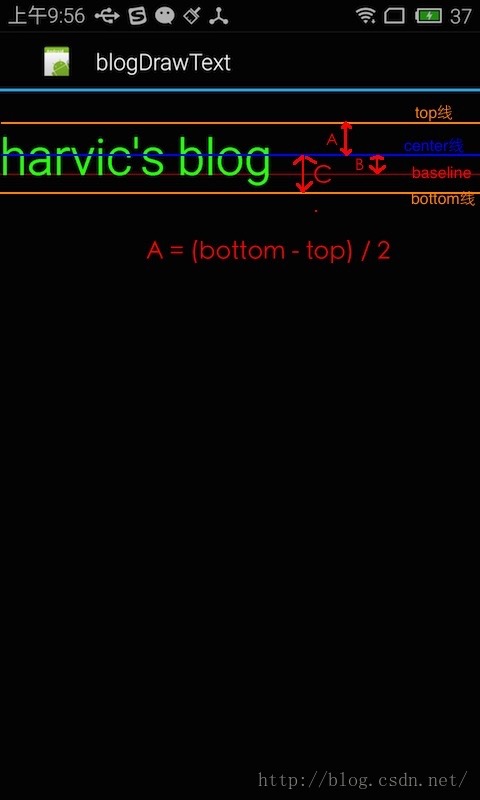 上午9:56 37
blogDrawText
top线
A
center线
harvic's blog
B
baseline
C
bottom线
A = (bottom - top) / 2
http://blog.csdn.net/